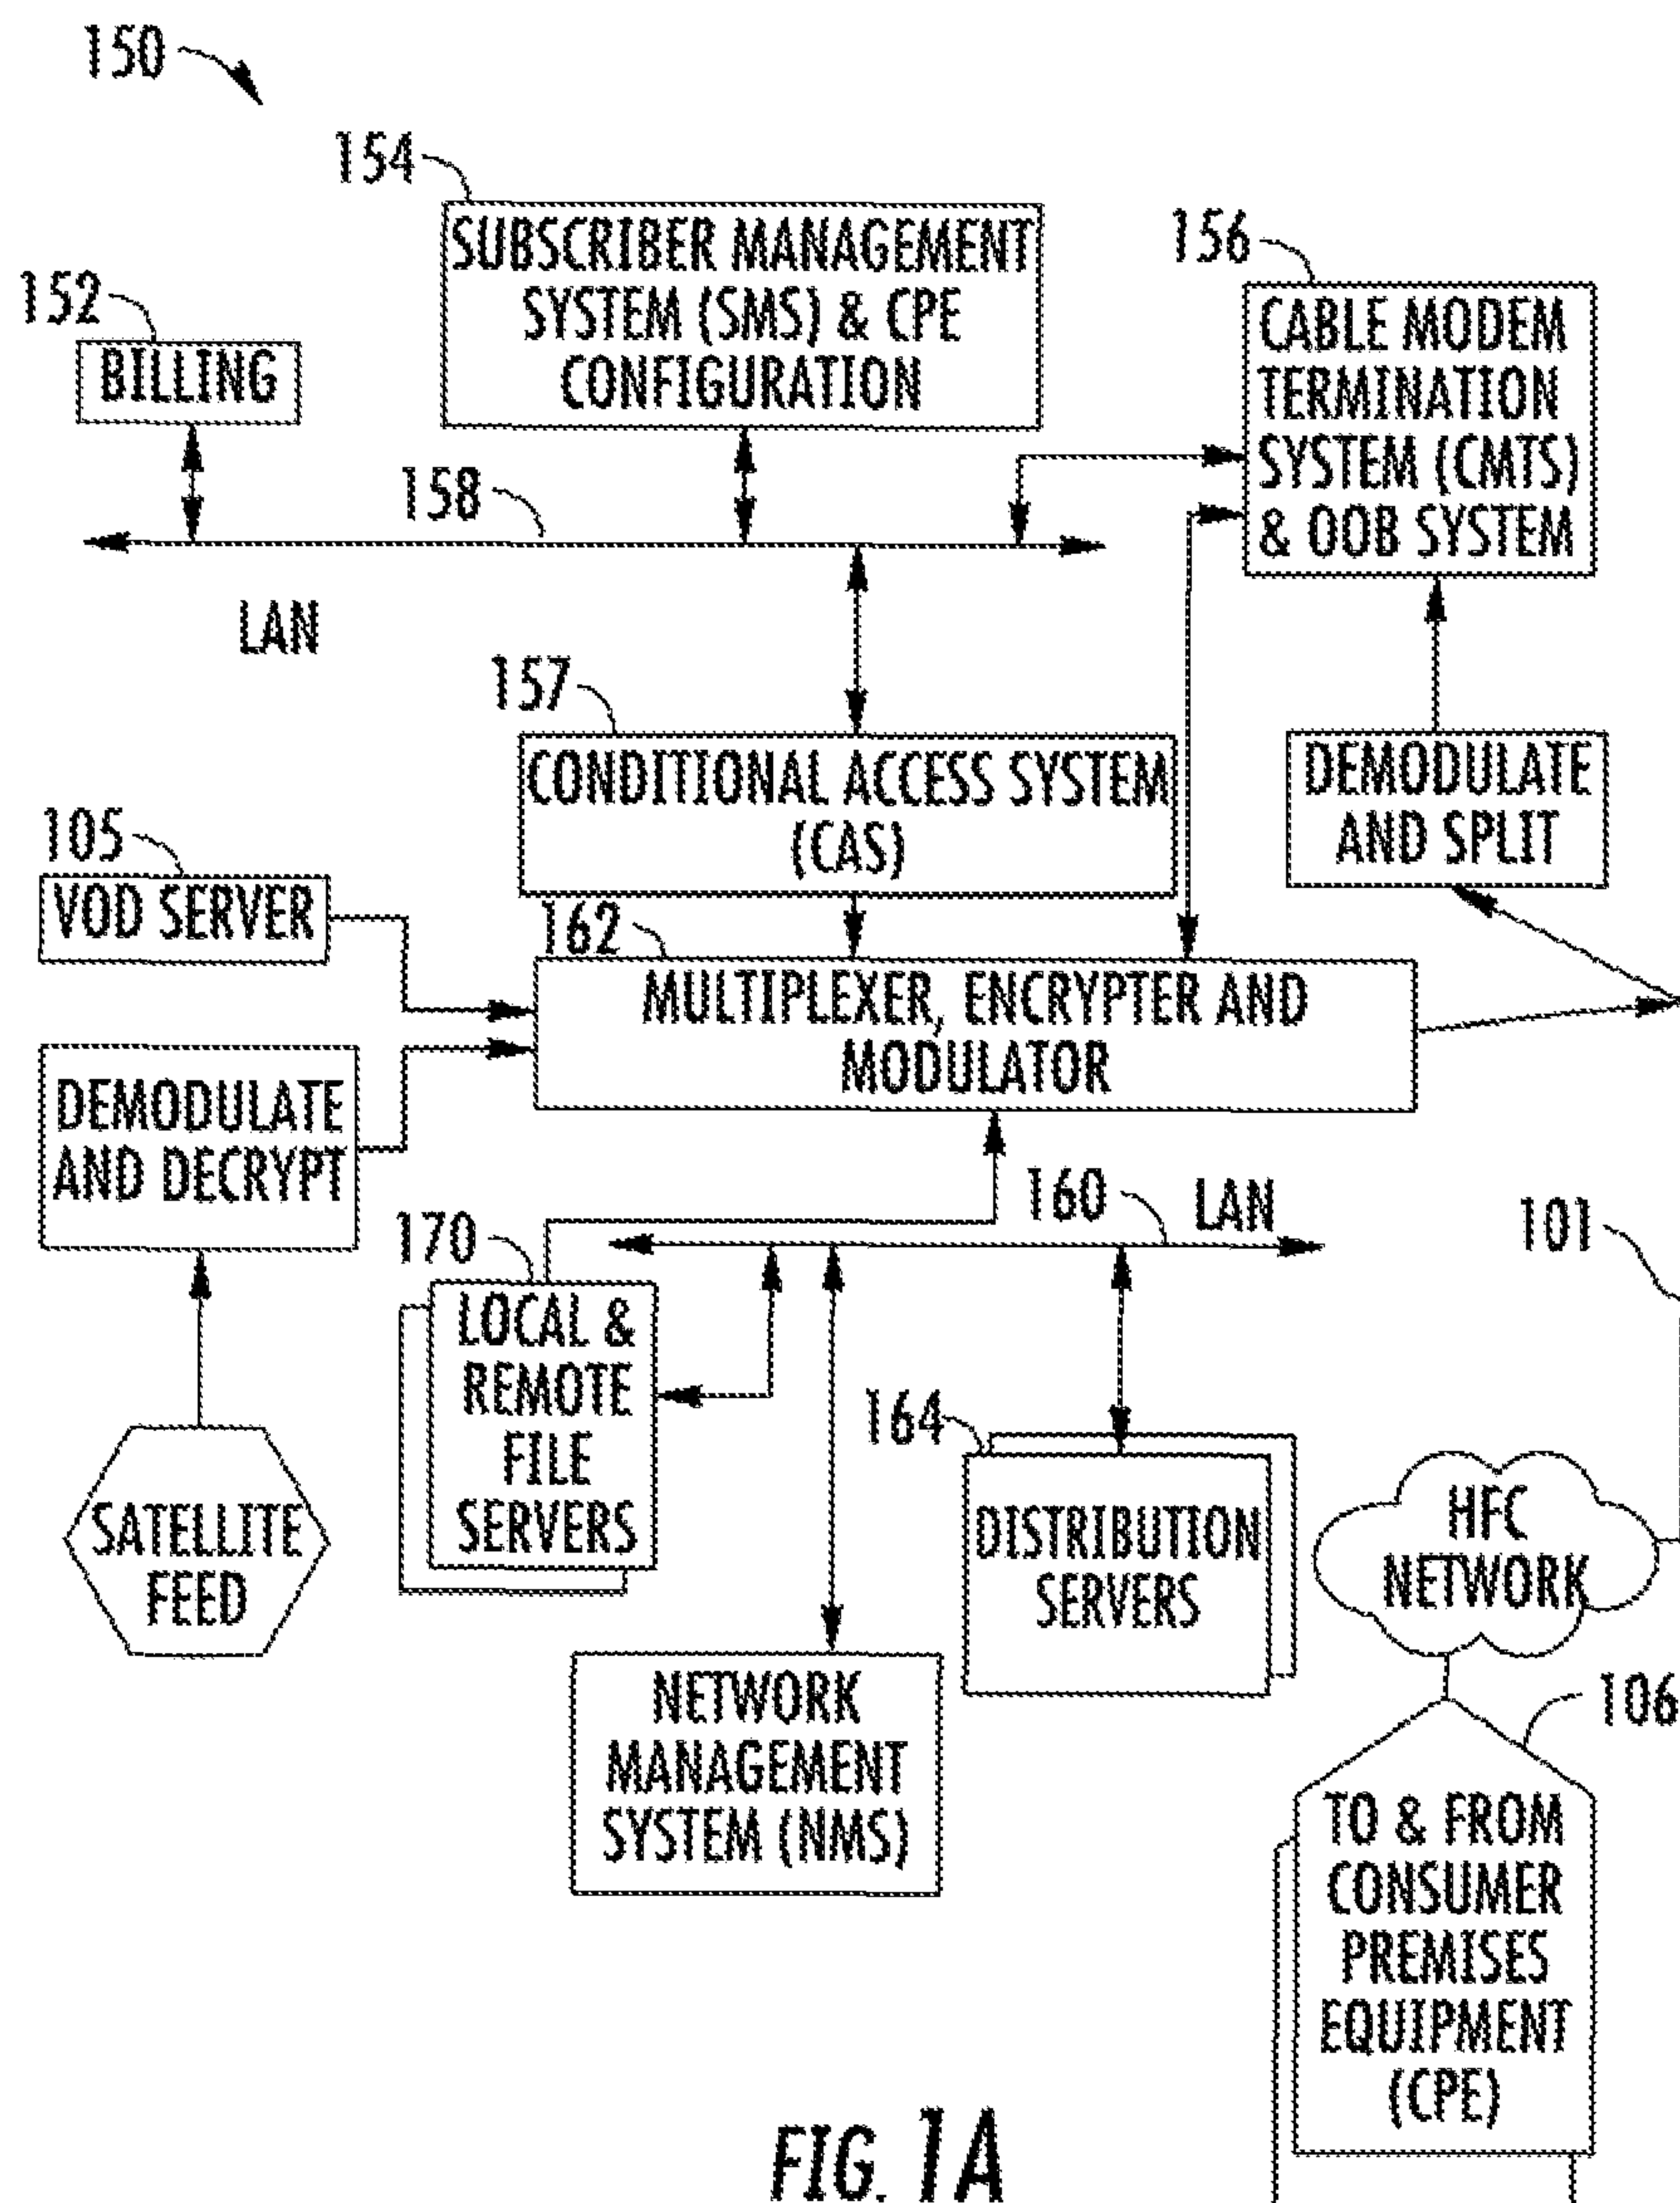 150
154
SUBSCRIBER MANAGEMENT
SYSTEM (SMS) & CPE
CONFIGURATION
156
CABLE MODEM
TERMINATION
SYSTEM (CMTS)
& OOB SYSTEM
152
BILLING
158
LAN
157
CONDITIONAL ACCESS SYSTEM
(CAS)
DEMODULATE
AND SPLIT
105
VOD SERVER
162
MULTIPLEXER, ENCRYPTER AND
MODULATOR
DEMODULATE
AND DECRYPT
160
LAN
101
170
LOCAL &
REMOTE
FILE
SERVERS
164
DISTRIBUTION
SERVERS
HFC
NETWORK
SATELLITE
FEED
NETWORK
MANAGEMENT
SYSTEM (NMS)
106
TO & FROM
CONSUMER
PREMISES
EQUIPMENT
(CPE)
FIG. 1A